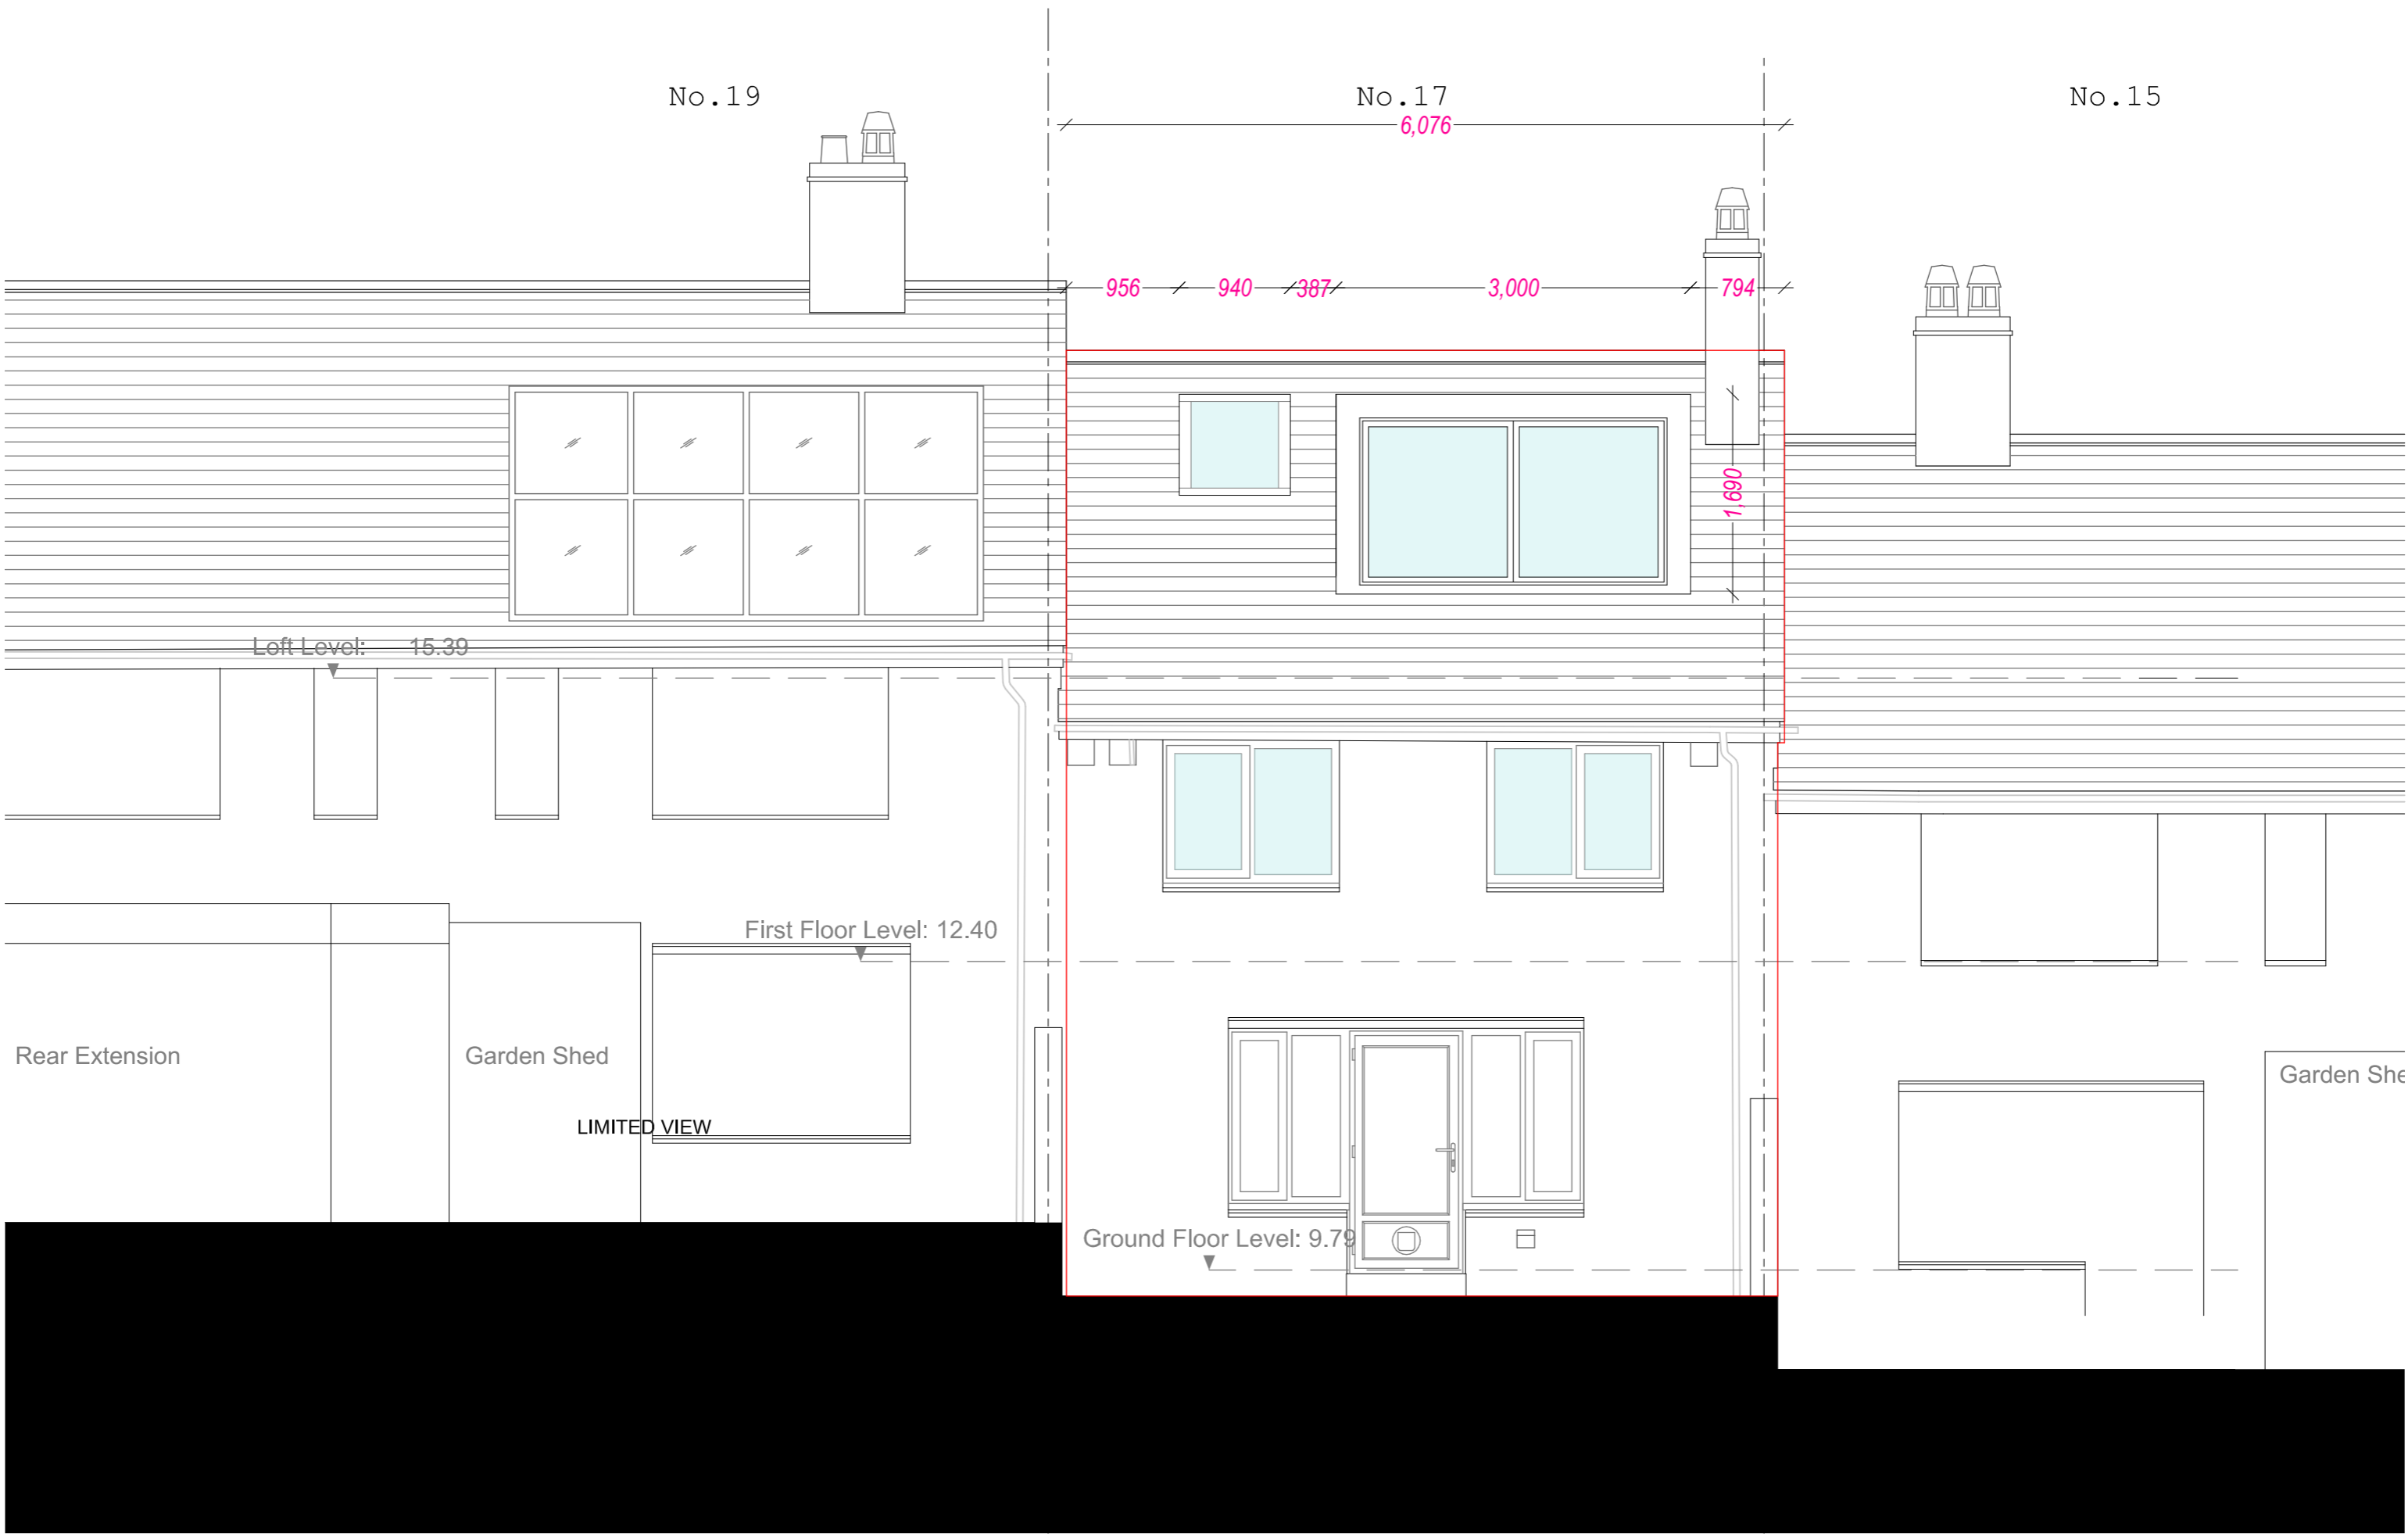 No.19
No.17
No.15
6,076
956
940
387
3,000
794
1,690
Loft Level: 15.39
First Floor Level: 12.40
Rear Extension
Garden Shed
Garden She
LIMITED VIEW
Ground Floor Level: 9.79